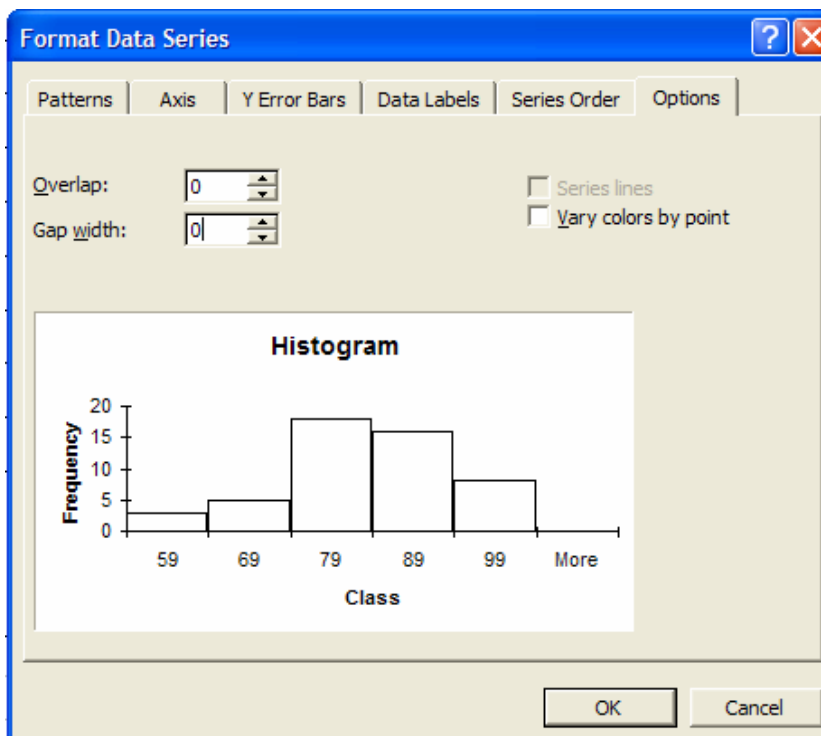 Format Data Series
Patterns Axis Y Error Bars Data Labels Series Order Options
Overlap: 0 Series lines
Gap width: 0 Vary colors by point
Histogram
20
15
10
5
0
Frequency
59 69 79 89 99 More
Class
OK Cancel